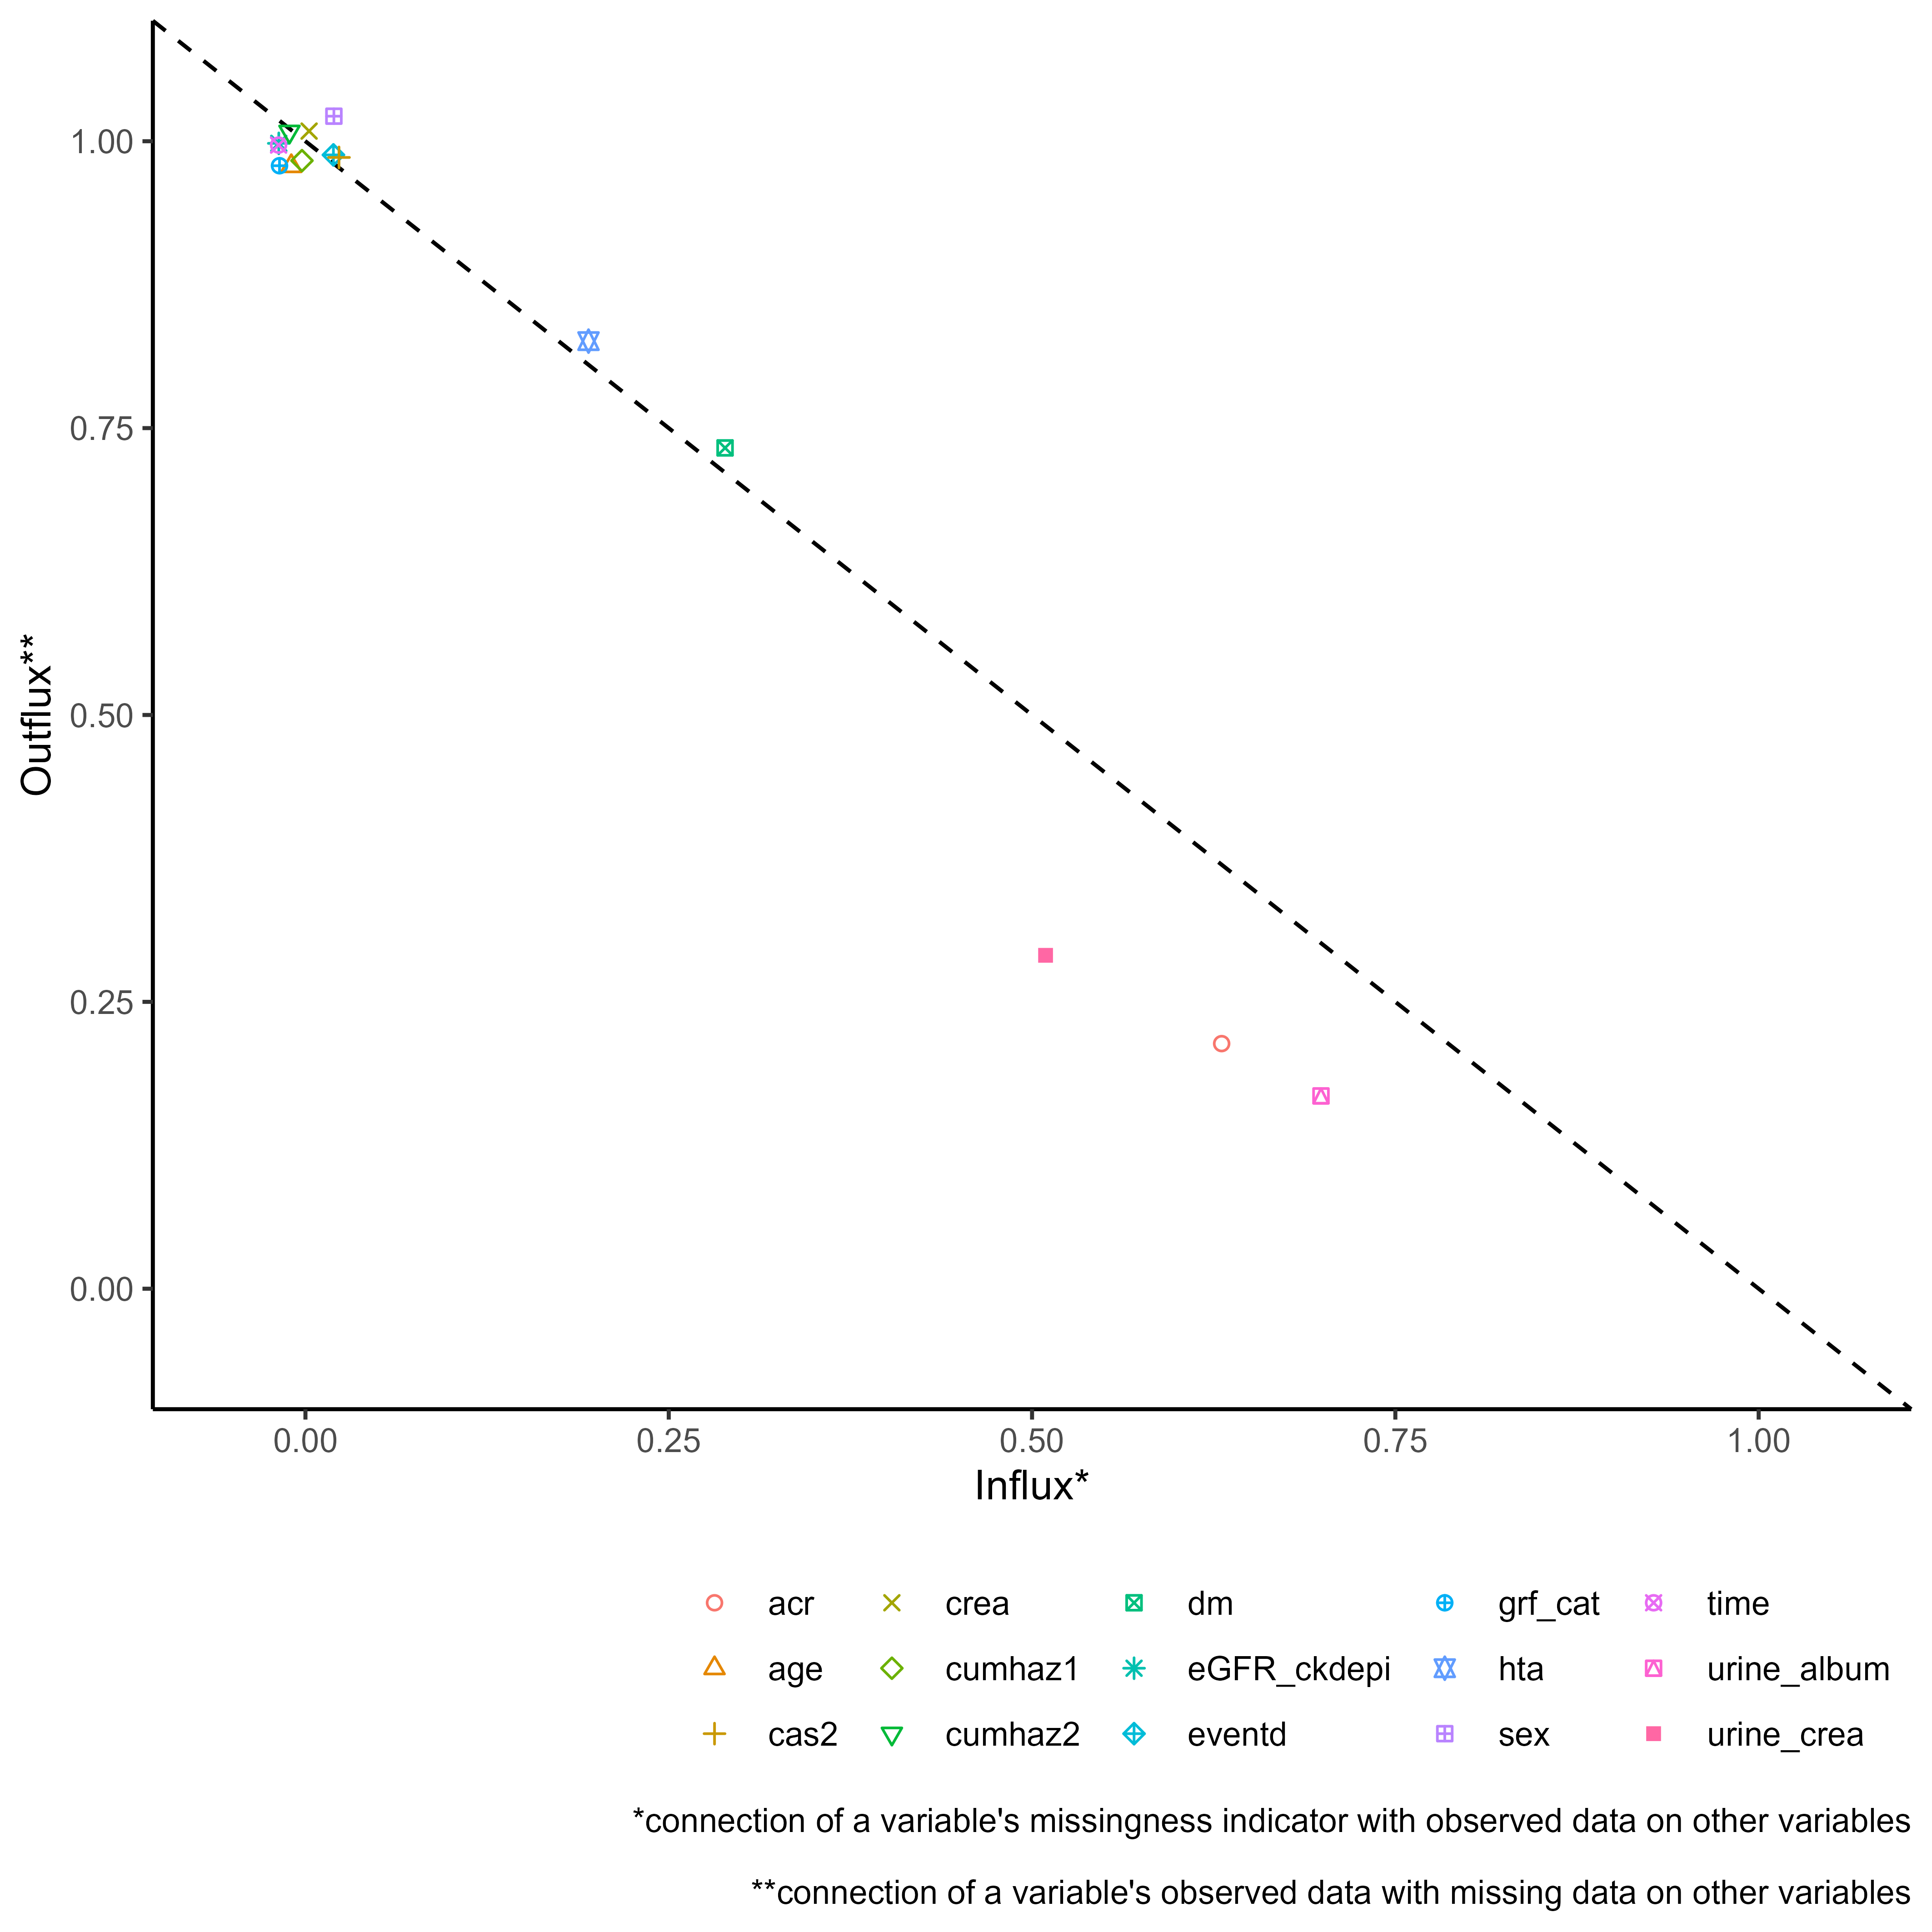 1.00
0.75
0.50
0.25
0.00
Outflux**
0.00 0.25 0.50 0.75 1.00
Influx*
acr crea dm grf_cat time
age cumhaz1 eGFR_ckdepi hta urine_album
cas2 cumhaz2 eventd sex urine_crea
*connection of a variable's missingness indicator with observed data on other variables
**connection of a variable's observed data with missing data on other variables